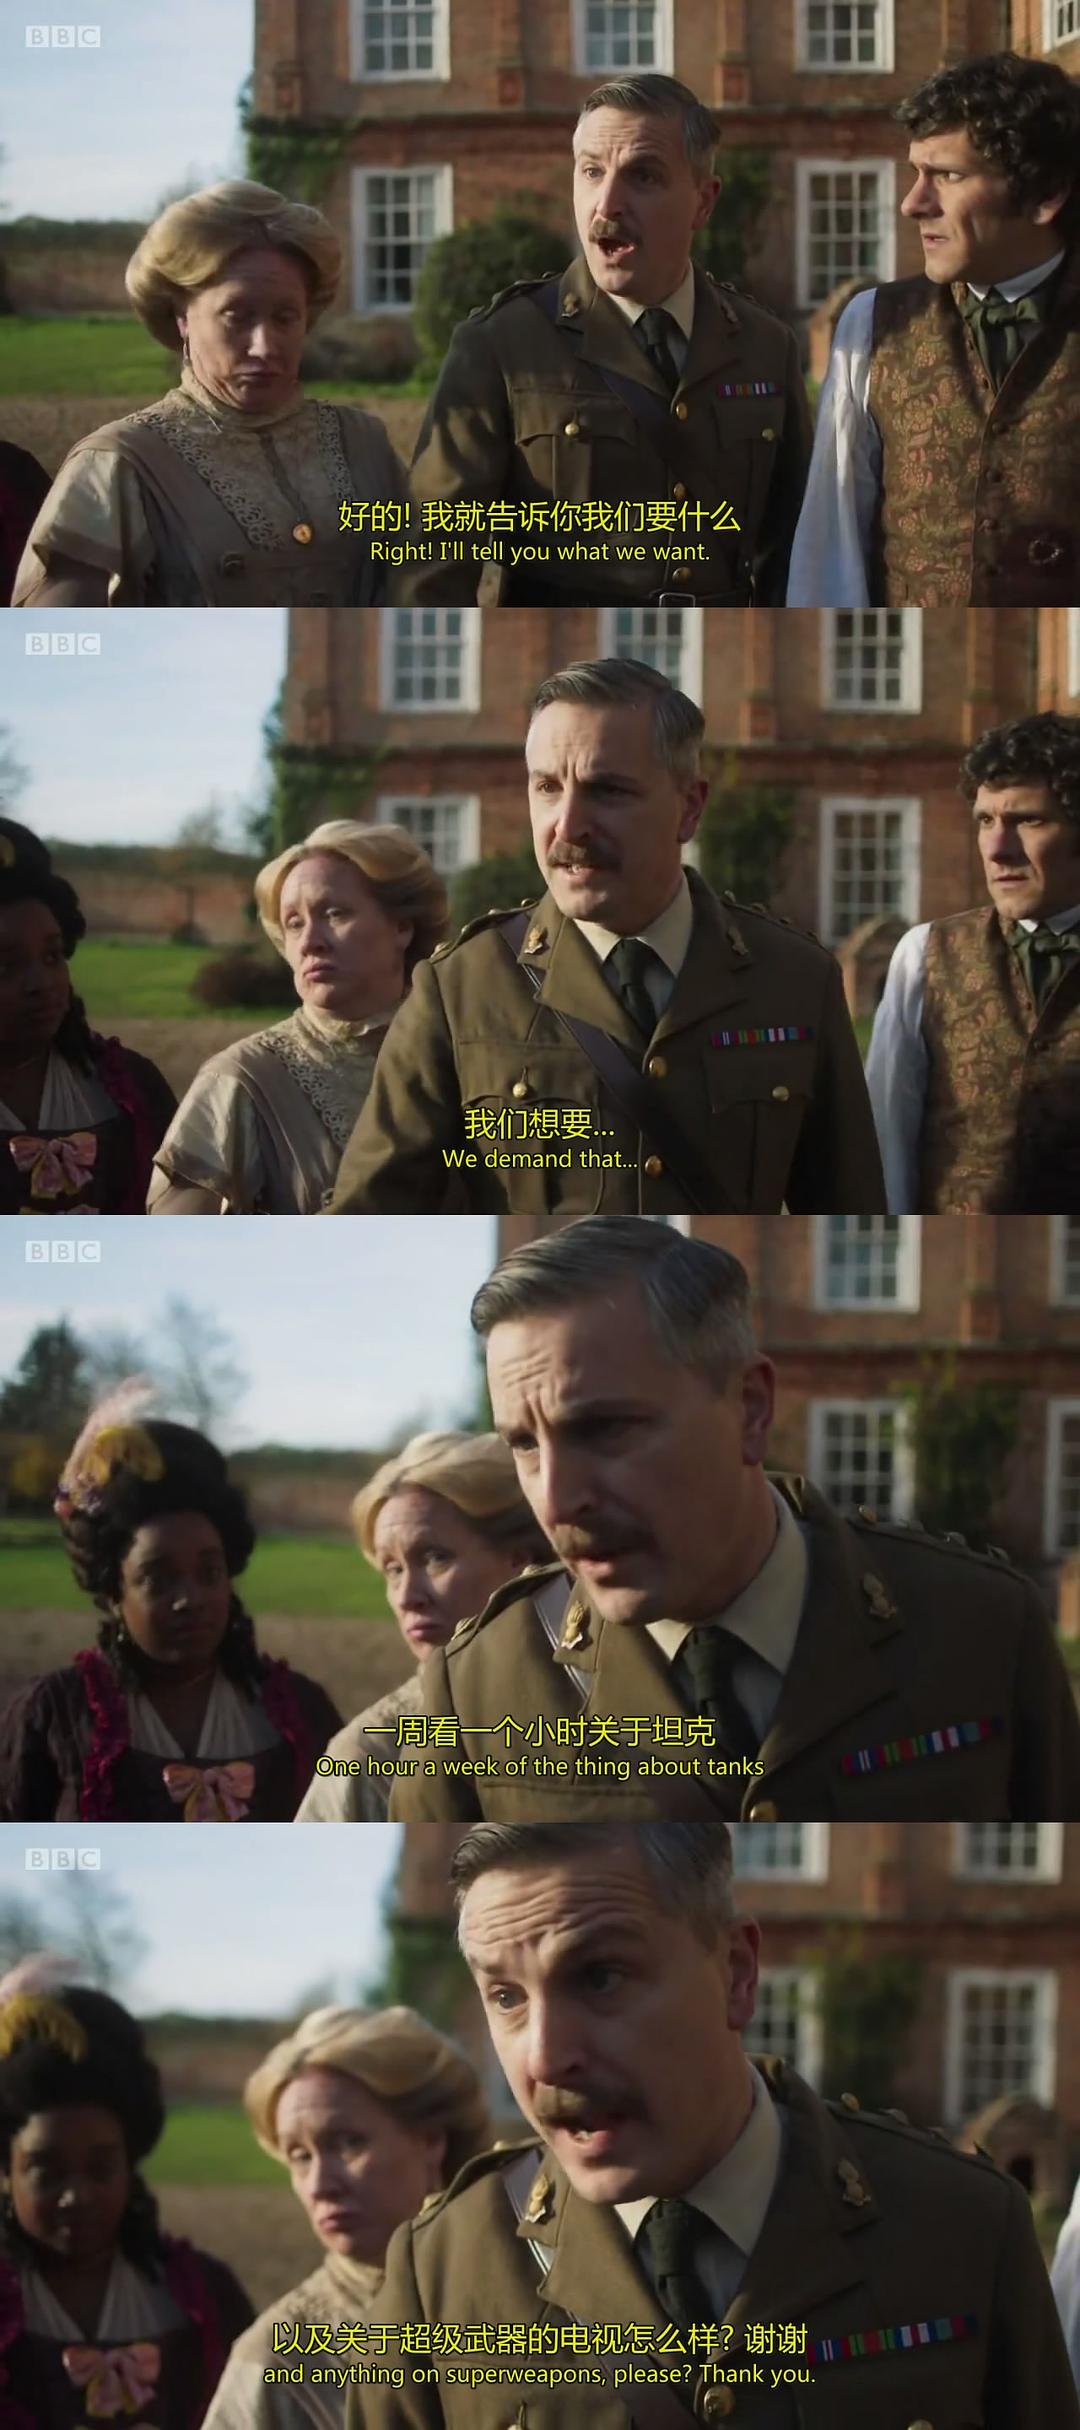 BBC
好的! 我就告诉你我们要什么
Right! I'll tell you what we want.
BBC
我们想要...
We demand that...
BBC
一周看一个小时关于坦克
One hour a week of the thing about tanks
BBC
以及关于超级武器的电视怎么样? 谢谢
and anything on superweapons, please? Thank you.